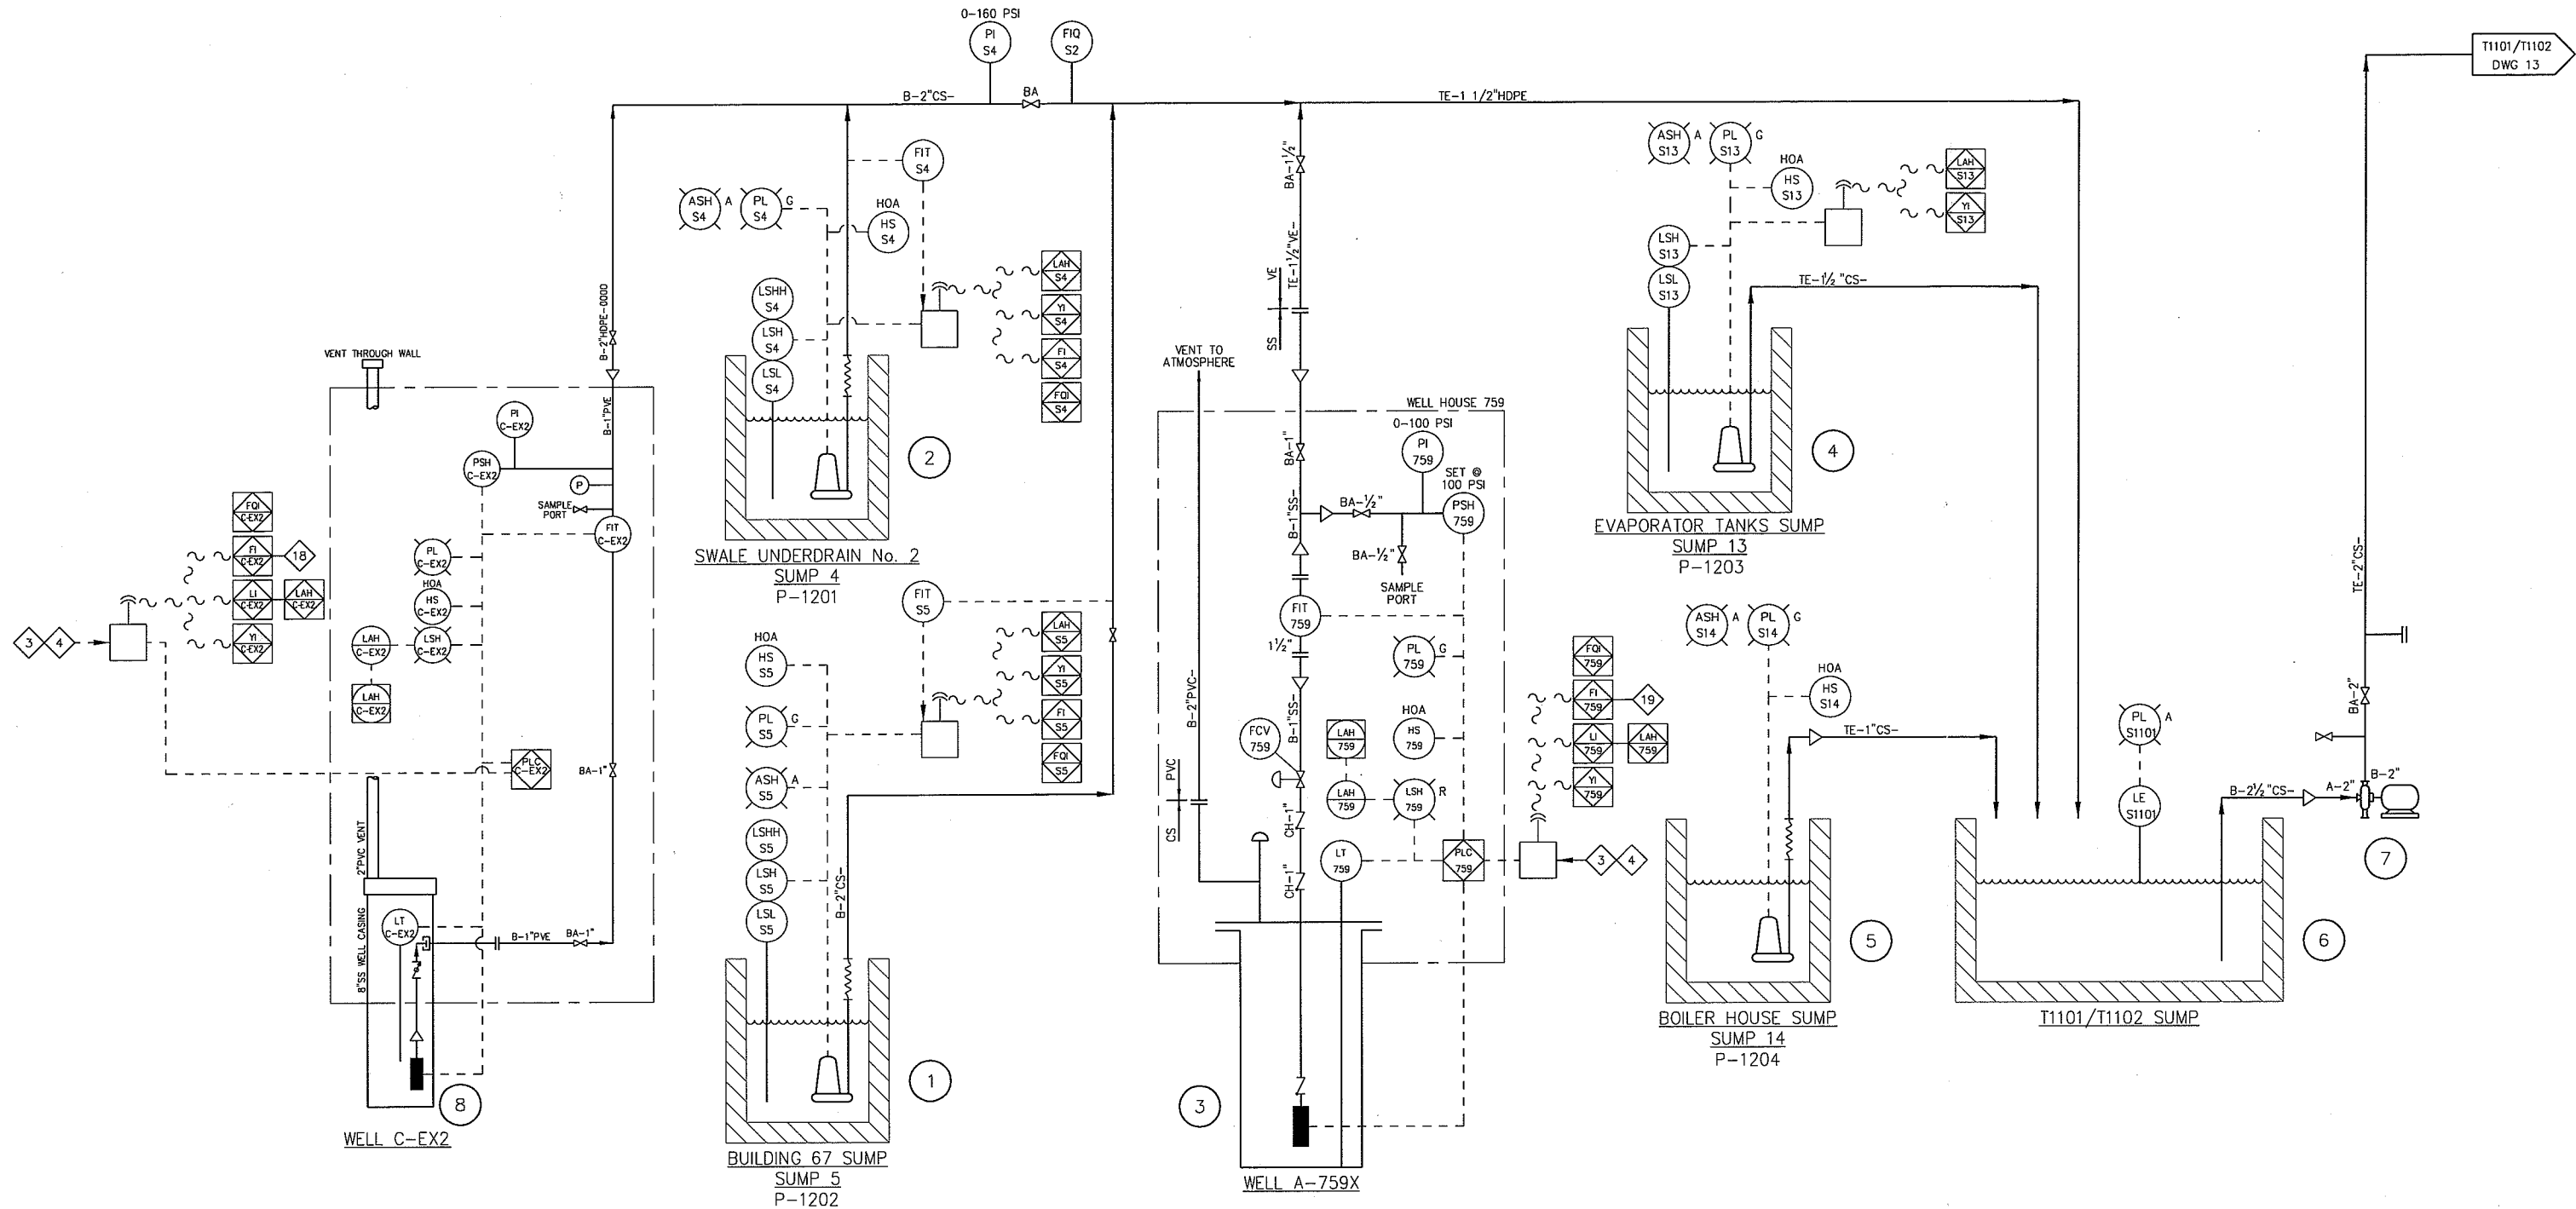 0-160 PSI
PI
S4
FIQ
S2
B-2"CS-
BA
TE-1 1/2"HDPE
T1101/T1102
DWG 13
VENT THROUGH WALL
B-2"HDPE-0000
B-1"PVE
PI
C-EX2
PSH
C-EX2
P
SAMPLE
PORT
FIT
C-EX2
FQI
C-EX2
FI
C-EX2
18
LI
C-EX2
LAH
C-EX2
YI
C-EX2
3
4
PL
C-EX2
HOA
HS
C-EX2
LAH
C-EX2
LSH
C-EX2
LAH
C-EX2
PLC
C-EX2
BA-1"
2"PVC VENT
8"SS WELL CASING
LT
C-EX2
B-1"PVE
BA-1"
8
WELL C-EX2
FIT
S4
ASH
S4
A
PL
S4
G
HOA
HS
S4
LSHH
S4
LSH
S4
LSL
S4
LAH
S4
YI
S4
FI
S4
FQI
S4
2
SWALE UNDERDRAIN No. 2
SUMP 4
P-1201
FIT
S5
HOA
HS
S5
PL
S5
G
ASH
S5
A
LSHH
S5
LSH
S5
LSL
S5
LAH
S5
YI
S5
FI
S5
FQI
S5
B-2"CS-
1
BUILDING 67 SUMP
SUMP 5
P-1202
BA-1½"
TE-1½"VE-
VE
SS
VENT TO
ATMOSPHERE
WELL HOUSE 759
0-100 PSI
PI
759
SET @
100 PSI
PSH
759
BA-1"
BA-½"
B-1"SS-
BA-½"
SAMPLE
PORT
FIT
759
1½"
PL
759
G
B-2"PVC-
B-1"SS-
FCV
759
LAH
759
HOA
HS
759
PVC
CS
LAH
759
LSH
759
R
CH-1"
LT
759
PLC
759
CH-1"
FQI
759
FI
759
19
LI
759
LAH
759
YI
759
3
4
3
WELL A-759X
ASH
S13
A
PL
S13
G
HOA
HS
S13
LAH
S13
YI
S13
LSH
S13
LSL
S13
TE-1½"CS-
4
EVAPORATOR TANKS SUMP
SUMP 13
P-1203
ASH
S14
A
PL
S14
G
HOA
HS
S14
TE-1"CS-
5
BOILER HOUSE SUMP
SUMP 14
P-1204
PL
S1101
A
LE
S1101
B-2½"CS-
A-2"
B-2"
BA-2"
TE-2"CS-
7
6
T1101/T1102 SUMP